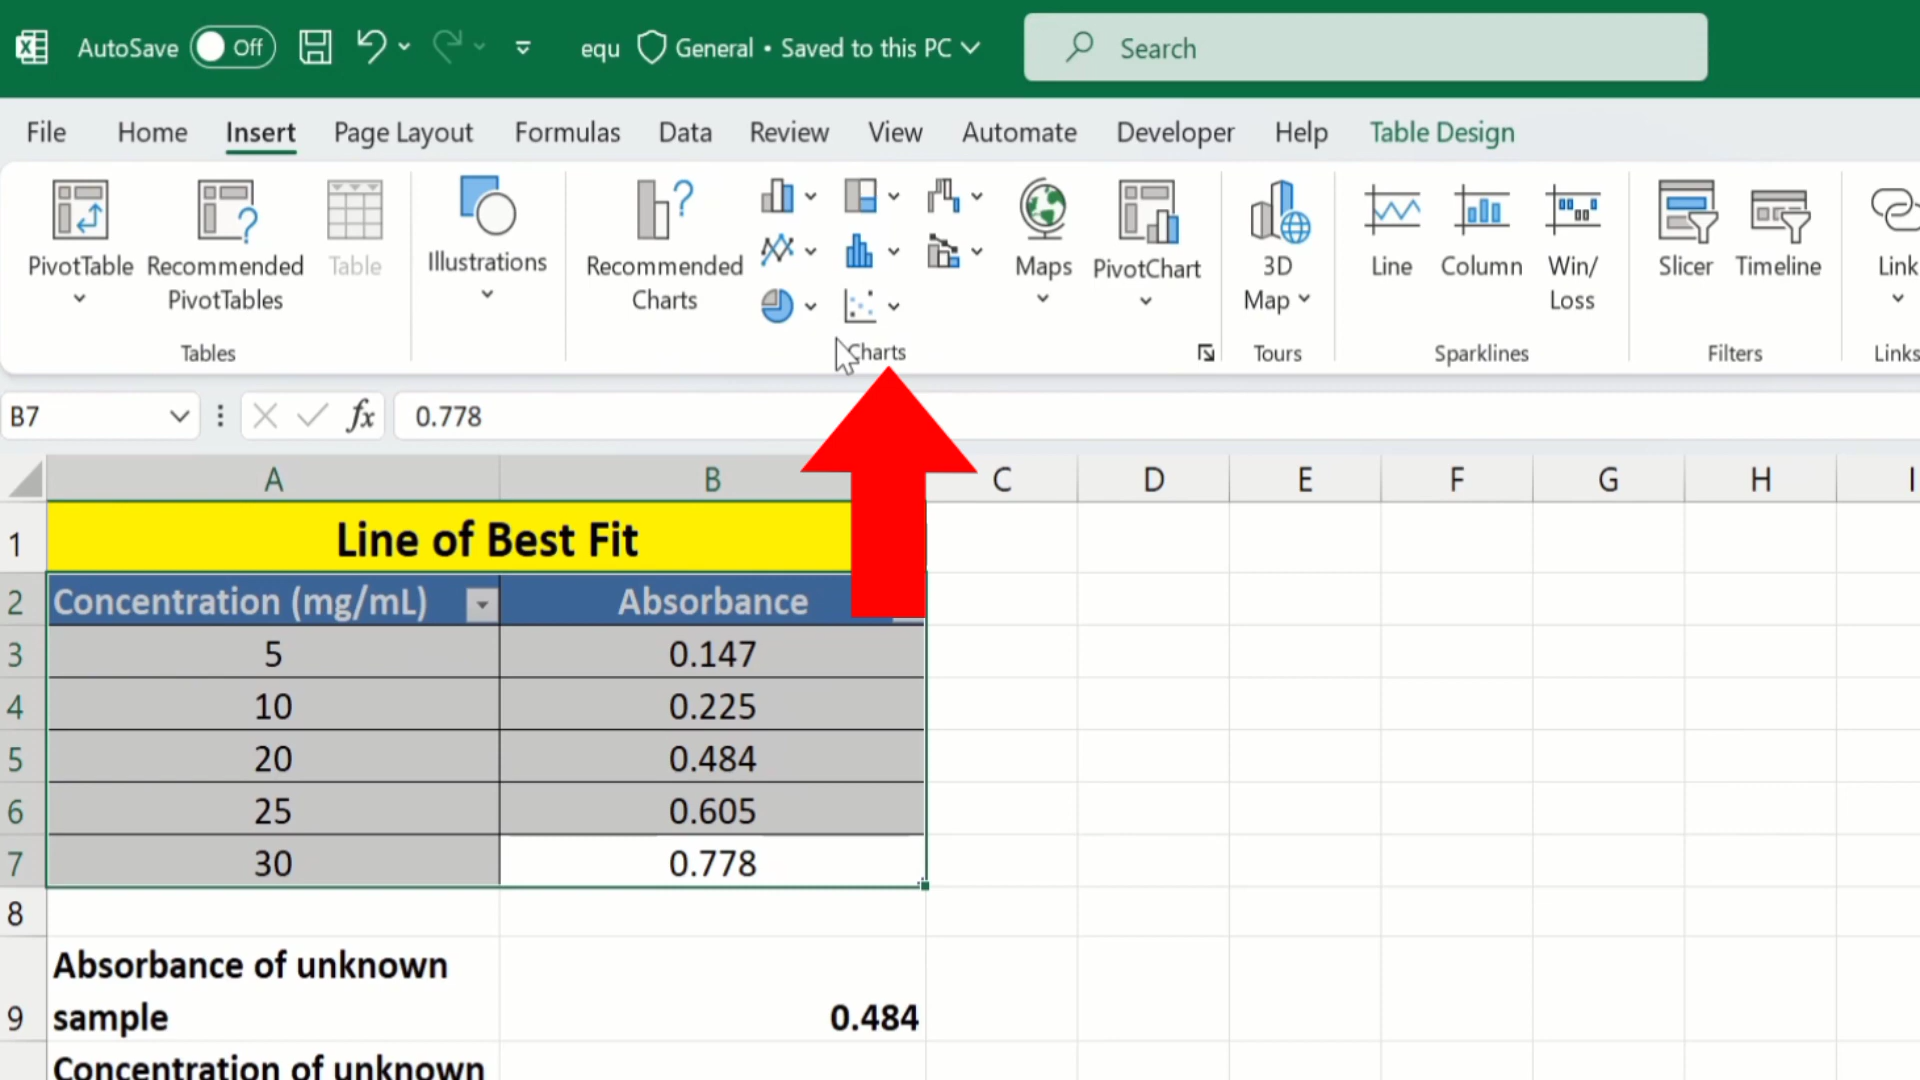 AutoSave Off equ General • Saved to this PC Search
File Home Insert Page Layout Formulas Data Review View Automate Developer Help Table Design
PivotTable
Recommended
PivotTables
Table
Tables
Illustrations
Recommended
Charts
Maps
PivotChart
Charts
3D
Map
Tours
Line
Column
Win/
Loss
Sparklines
Slicer
Timeline
Filters
Link
Links
B7 fx 0.778
A B C D E F G H I
1 Line of Best Fit
2 Concentration (mg/mL) Absorbance
3 5 0.147
4 10 0.225
5 20 0.484
6 25 0.605
7 30 0.778
8
Absorbance of unknown
9 sample 0.484
Concentration of unknown